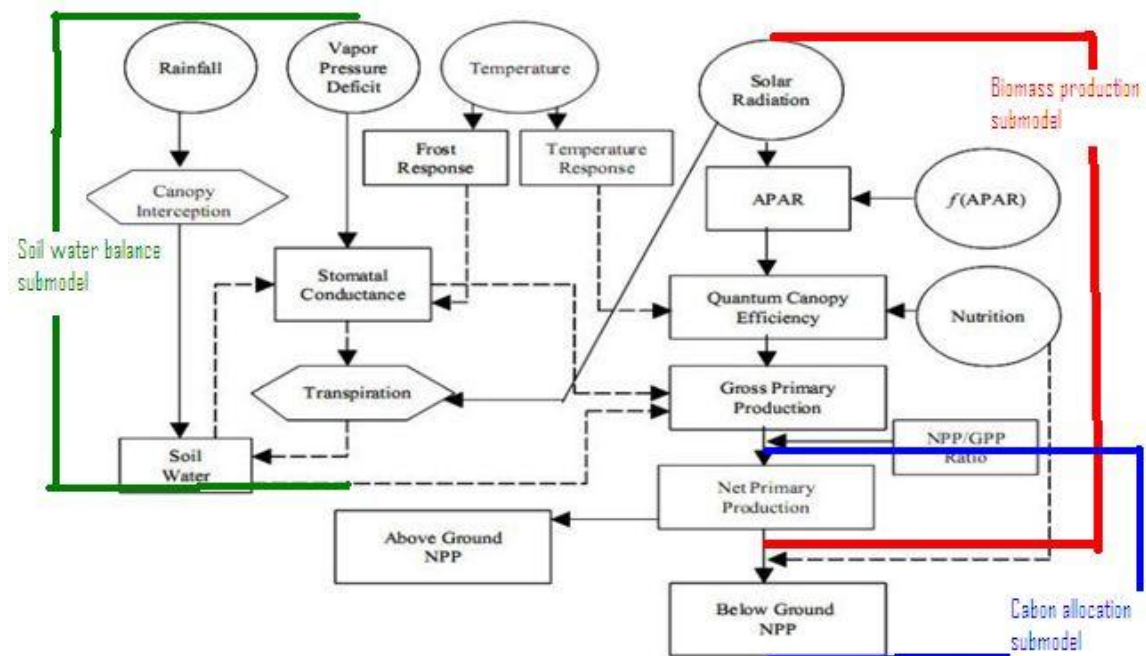 Rainfall
Vapor
Pressure
Deficit
Temperature
Solar
Radiation
Biomass production
submodel
Frost
Response
Temperature
Response
Canopy
Interception
APAR
f(APAR)
Soil water balance
submodel
Stomatal
Conductance
Quantum Canopy
Efficiency
Nutrition
Transpiration
Gross Primary
Production
NPP/GPP
Ratio
Soil
Water
Net Primary
Production
Above Ground
NPP
Below Ground
NPP
Cabon allocation
submodel